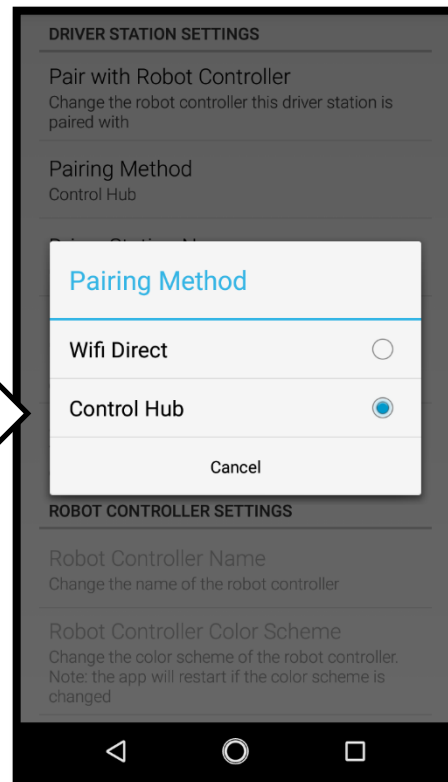 DRIVER STATION SETTINGS
Pair with Robot Controller
Change the robot controller this driver station is
paired with
Pairing Method
Control Hub
Pairing Method
Wifi Direct
Control Hub
Cancel
ROBOT CONTROLLER SETTINGS
Robot Controller Name
Change the name of the robot controller
Robot Controller Color Scheme
Change the color scheme of the robot controller.
Note: the app will restart if the color scheme is
changed